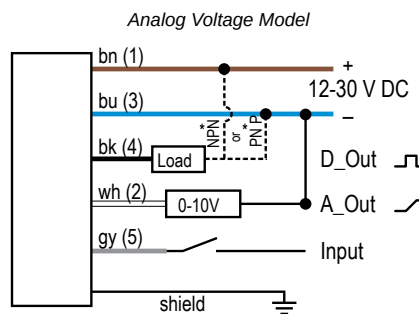 Analog Voltage Model
bn (1)
+
12-30 V DC
bu (3)
–
* NPN
or
* PNP
bk (4)
Load
D_Out
wh (2)
0-10V
A_Out
gy (5)
Input
shield